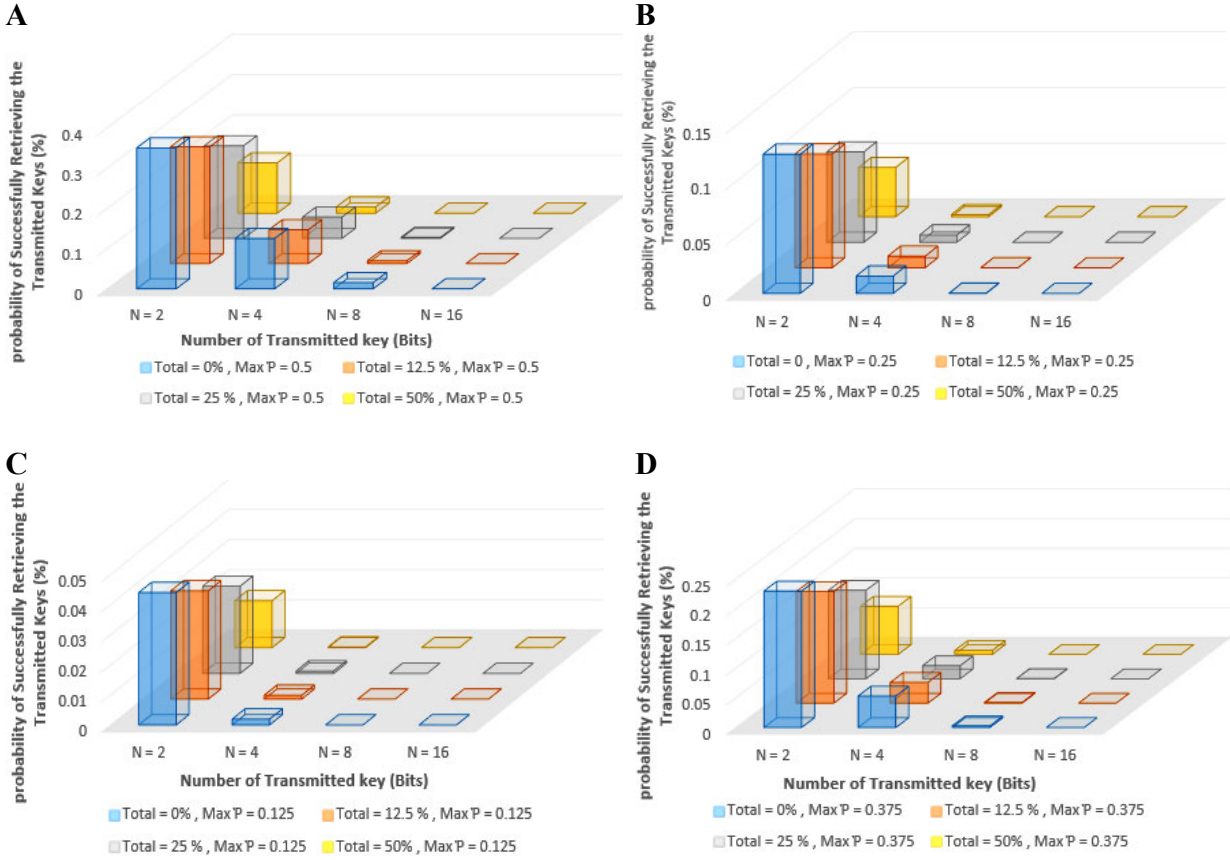 A
probability of Successfully Retrieving the
Transmitted Keys (%)
0.4
0.3
0.2
0.1
0
N = 2 N = 4 N = 8 N = 16
Number of Transmitted key (Bits)
Total = 0% , Max P = 0.5 Total = 12.5 % , Max P = 0.5
Total = 25 % , Max P = 0.5 Total = 50% , Max P = 0.5
B
probability of Successfully Retrieving the
Transmitted Keys (%)
0.15
0.1
0.05
0
N = 2 N = 4 N = 8 N = 16
Total = 0 , Max P = 0.25 Total = 12.5 % , Max P = 0.25
Total = 25 % , Max P = 0.25 Total = 50% , Max P = 0.25
C
probability of Successfully Retrieving the
Transmitted Keys (%)
0.05
0.04
0.03
0.02
0.01
0
N = 2 N = 4 N = 8 N = 16
Number of Transmitted key (Bits)
Total = 0% , Max P = 0.125 Total = 12.5 % , Max P = 0.125
Total = 25 % , Max P = 0.125 Total = 50% , Max P = 0.125
D
probability of Successfully Retrieving the
Transmitted Keys (%)
0.25
0.2
0.15
0.1
0.05
0
N = 2 N = 4 N = 8 N = 16
Number of Transmitted key (Bits)
Total = 0% , Max P = 0.375 Total = 12.5 % , Max P = 0.375
Total = 25 % , Max P = 0.375 Total = 50% , Max P = 0.375